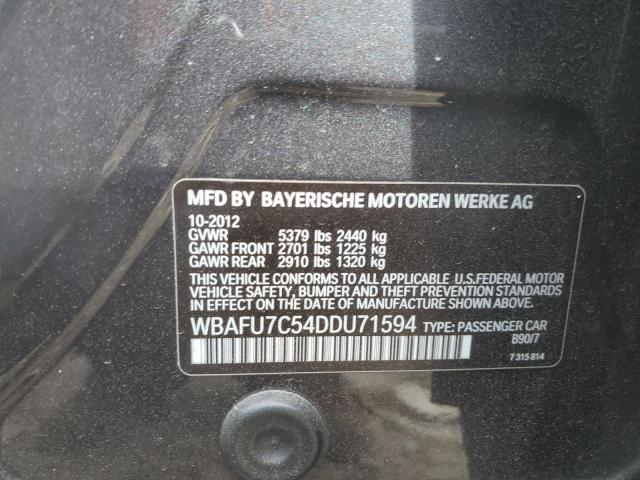 MFD BY BAYERISCHE MOTOREN WERKE AG
10-2012
GVWR 5379 lbs 2440 kg
GAWR FRONT 2701 lbs 1225 kg
GAWR REAR 2910 lbs 1320 kg
THIS VEHICLE CONFORMS TO ALL APPLICABLE U.S.FEDERAL MOTOR
VEHICLE SAFETY, BUMPER AND THEFT PREVENTION STANDARDS
IN EFFECT ON THE DATE OF MANUFACTURE SHOWN ABOVE.
WBAFU7C54DDU71594 TYPE: PASSENGER CAR
B90/7
7 315 814